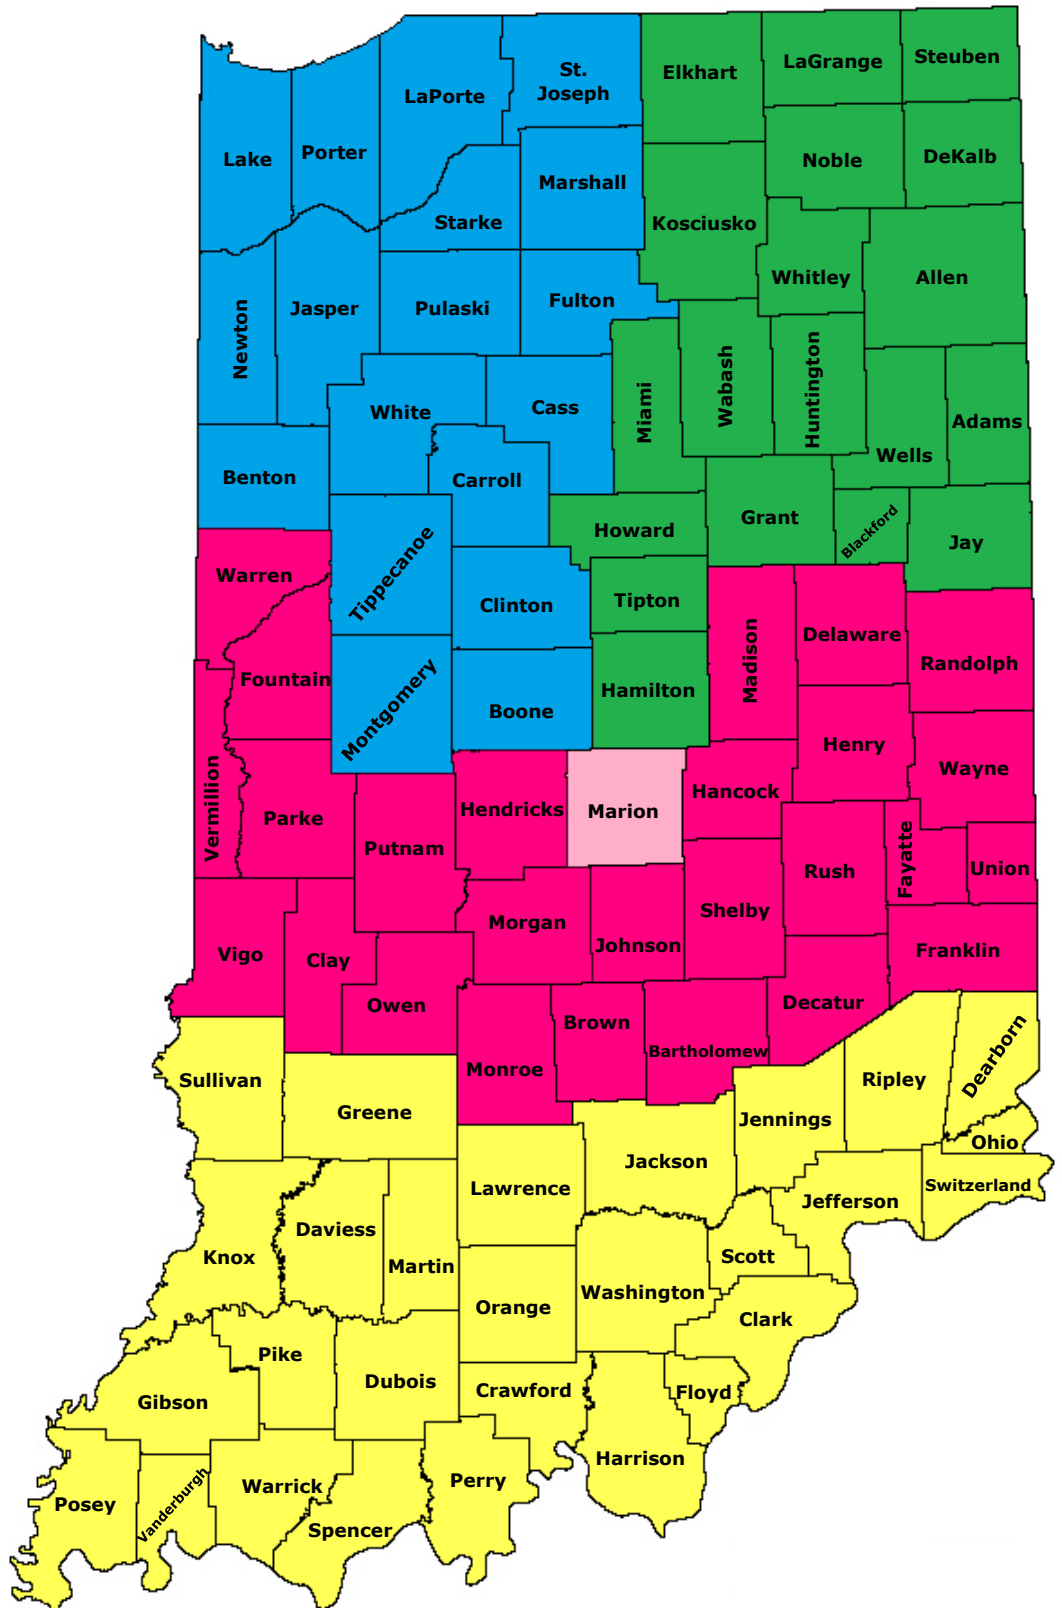 Steuben
LaGrange
Elkhart
St.
Joseph
LaPorte
Porter
Lake
Noble
DeKalb
Marshall
Starke
Kosciusko
Whitley
Allen
Fulton
Pulaski
Jasper
Newton
Huntington
Wabash
Miami
Cass
White
Adams
Wells
Benton
Carroll
Grant
Howard
Blackford
Jay
Tippecanoe
Warren
Clinton
Tipton
Madison
Delaware
Randolph
Fountain
Montgomery
Boone
Hamilton
Henry
Wayne
Vermillion
Parke
Putnam
Hendricks
Marion
Hancock
Rush
Fayatte
Union
Shelby
Morgan
Johnson
Vigo
Clay
Owen
Franklin
Decatur
Brown
Bartholomew
Monroe
Sullivan
Greene
Ripley
Dearborn
Jennings
Ohio
Jackson
Lawrence
Switzerland
Jefferson
Daviess
Knox
Martin
Scott
Washington
Orange
Clark
Pike
Dubois
Crawford
Floyd
Gibson
Harrison
Perry
Warrick
Spencer
Vanderburgh
Posey